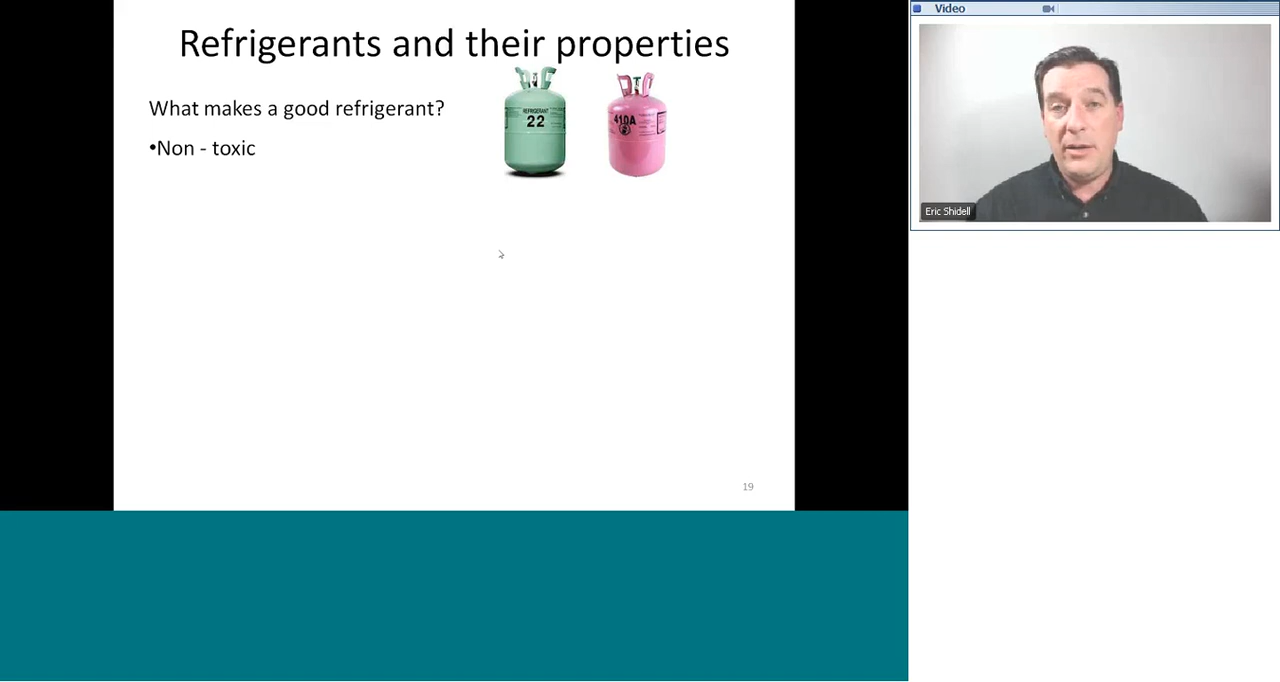 Refrigerants and their properties
What makes a good refrigerant?
•Non - toxic
REFRIGERANT
22
410A
19
Video
Eric Shidell